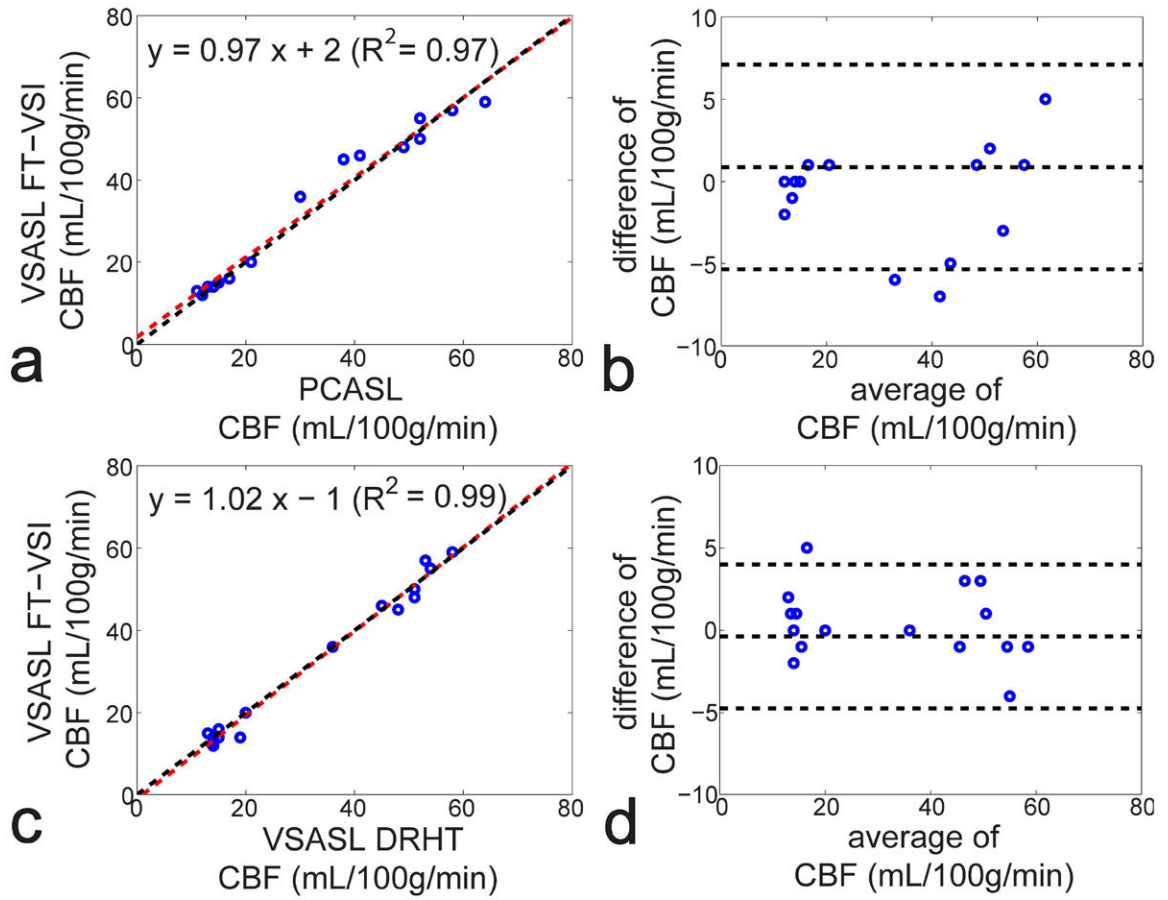 y = 0.97 x + 2 (R² = 0.97)
VSASL FT−VSI
CBF (mL/100g/min)
80
60
40
20
0
0 20 40 60 80
PCASL
CBF (mL/100g/min)
a
difference of
CBF (mL/100g/min)
10
5
0
−5
−10
0 20 40 60 80
average of
CBF (mL/100g/min)
b
y = 1.02 x − 1 (R² = 0.99)
VSASL FT−VSI
CBF (mL/100g/min)
80
60
40
20
0
0 20 40 60 80
VSASL DRHT
CBF (mL/100g/min)
c
difference of
CBF (mL/100g/min)
10
5
0
−5
−10
0 20 40 60 80
average of
CBF (mL/100g/min)
d